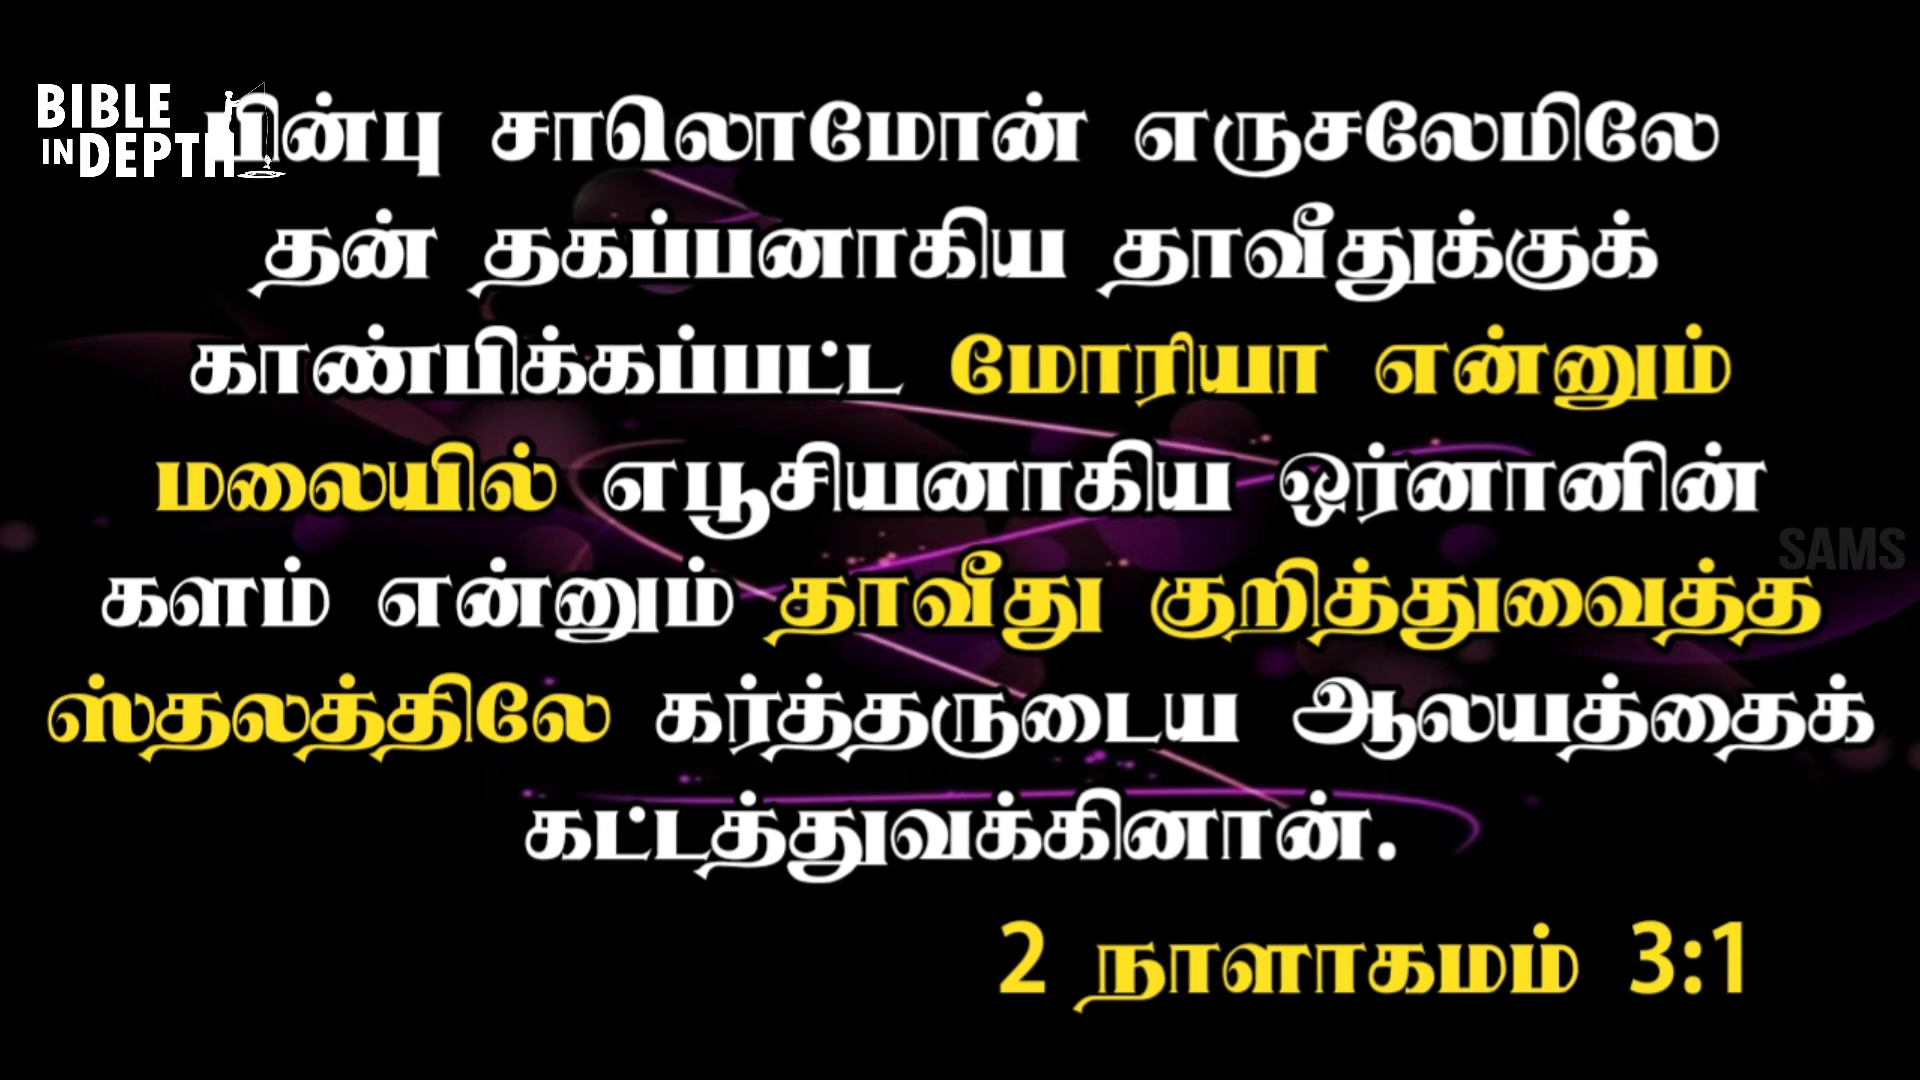 BIBLE
IN DEPTH
பின்பு சாலொமோன் எருசலேமிலே
தன் தகப்பனாகிய தாவீதுக்குக்
காண்பிக்கப்பட்ட மோரியா என்னும்
மலையில் எபூசியனாகிய ஒர்னானின்
களம் என்னும் தாவீது குறித்துவைத்த
ஸ்தலத்திலே கர்த்தருடைய ஆலயத்தைக்
கட்டத்துவக்கினான்.
2 நாளாகமம் 3:1
SAMS